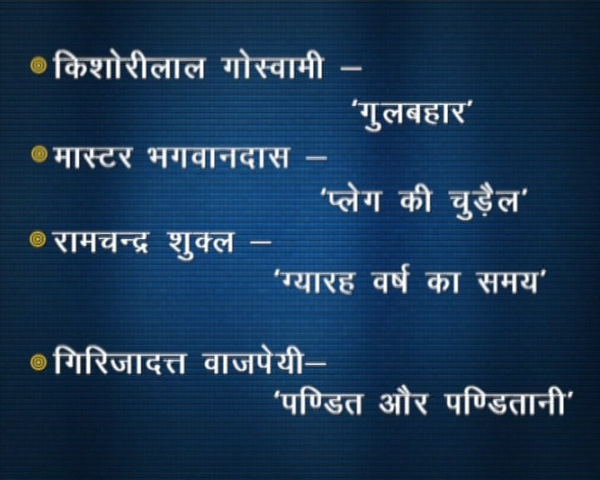 किशोरीलाल गोस्वामी –
‘गुलबहार’
मास्टर भगवानदास –
‘प्लेग की चुड़ैल’
रामचन्द्र शुक्ल –
‘ग्यारह वर्ष का समय’
गिरिजादत्त वाजपेयी–
‘पण्डित और पण्डितानी’